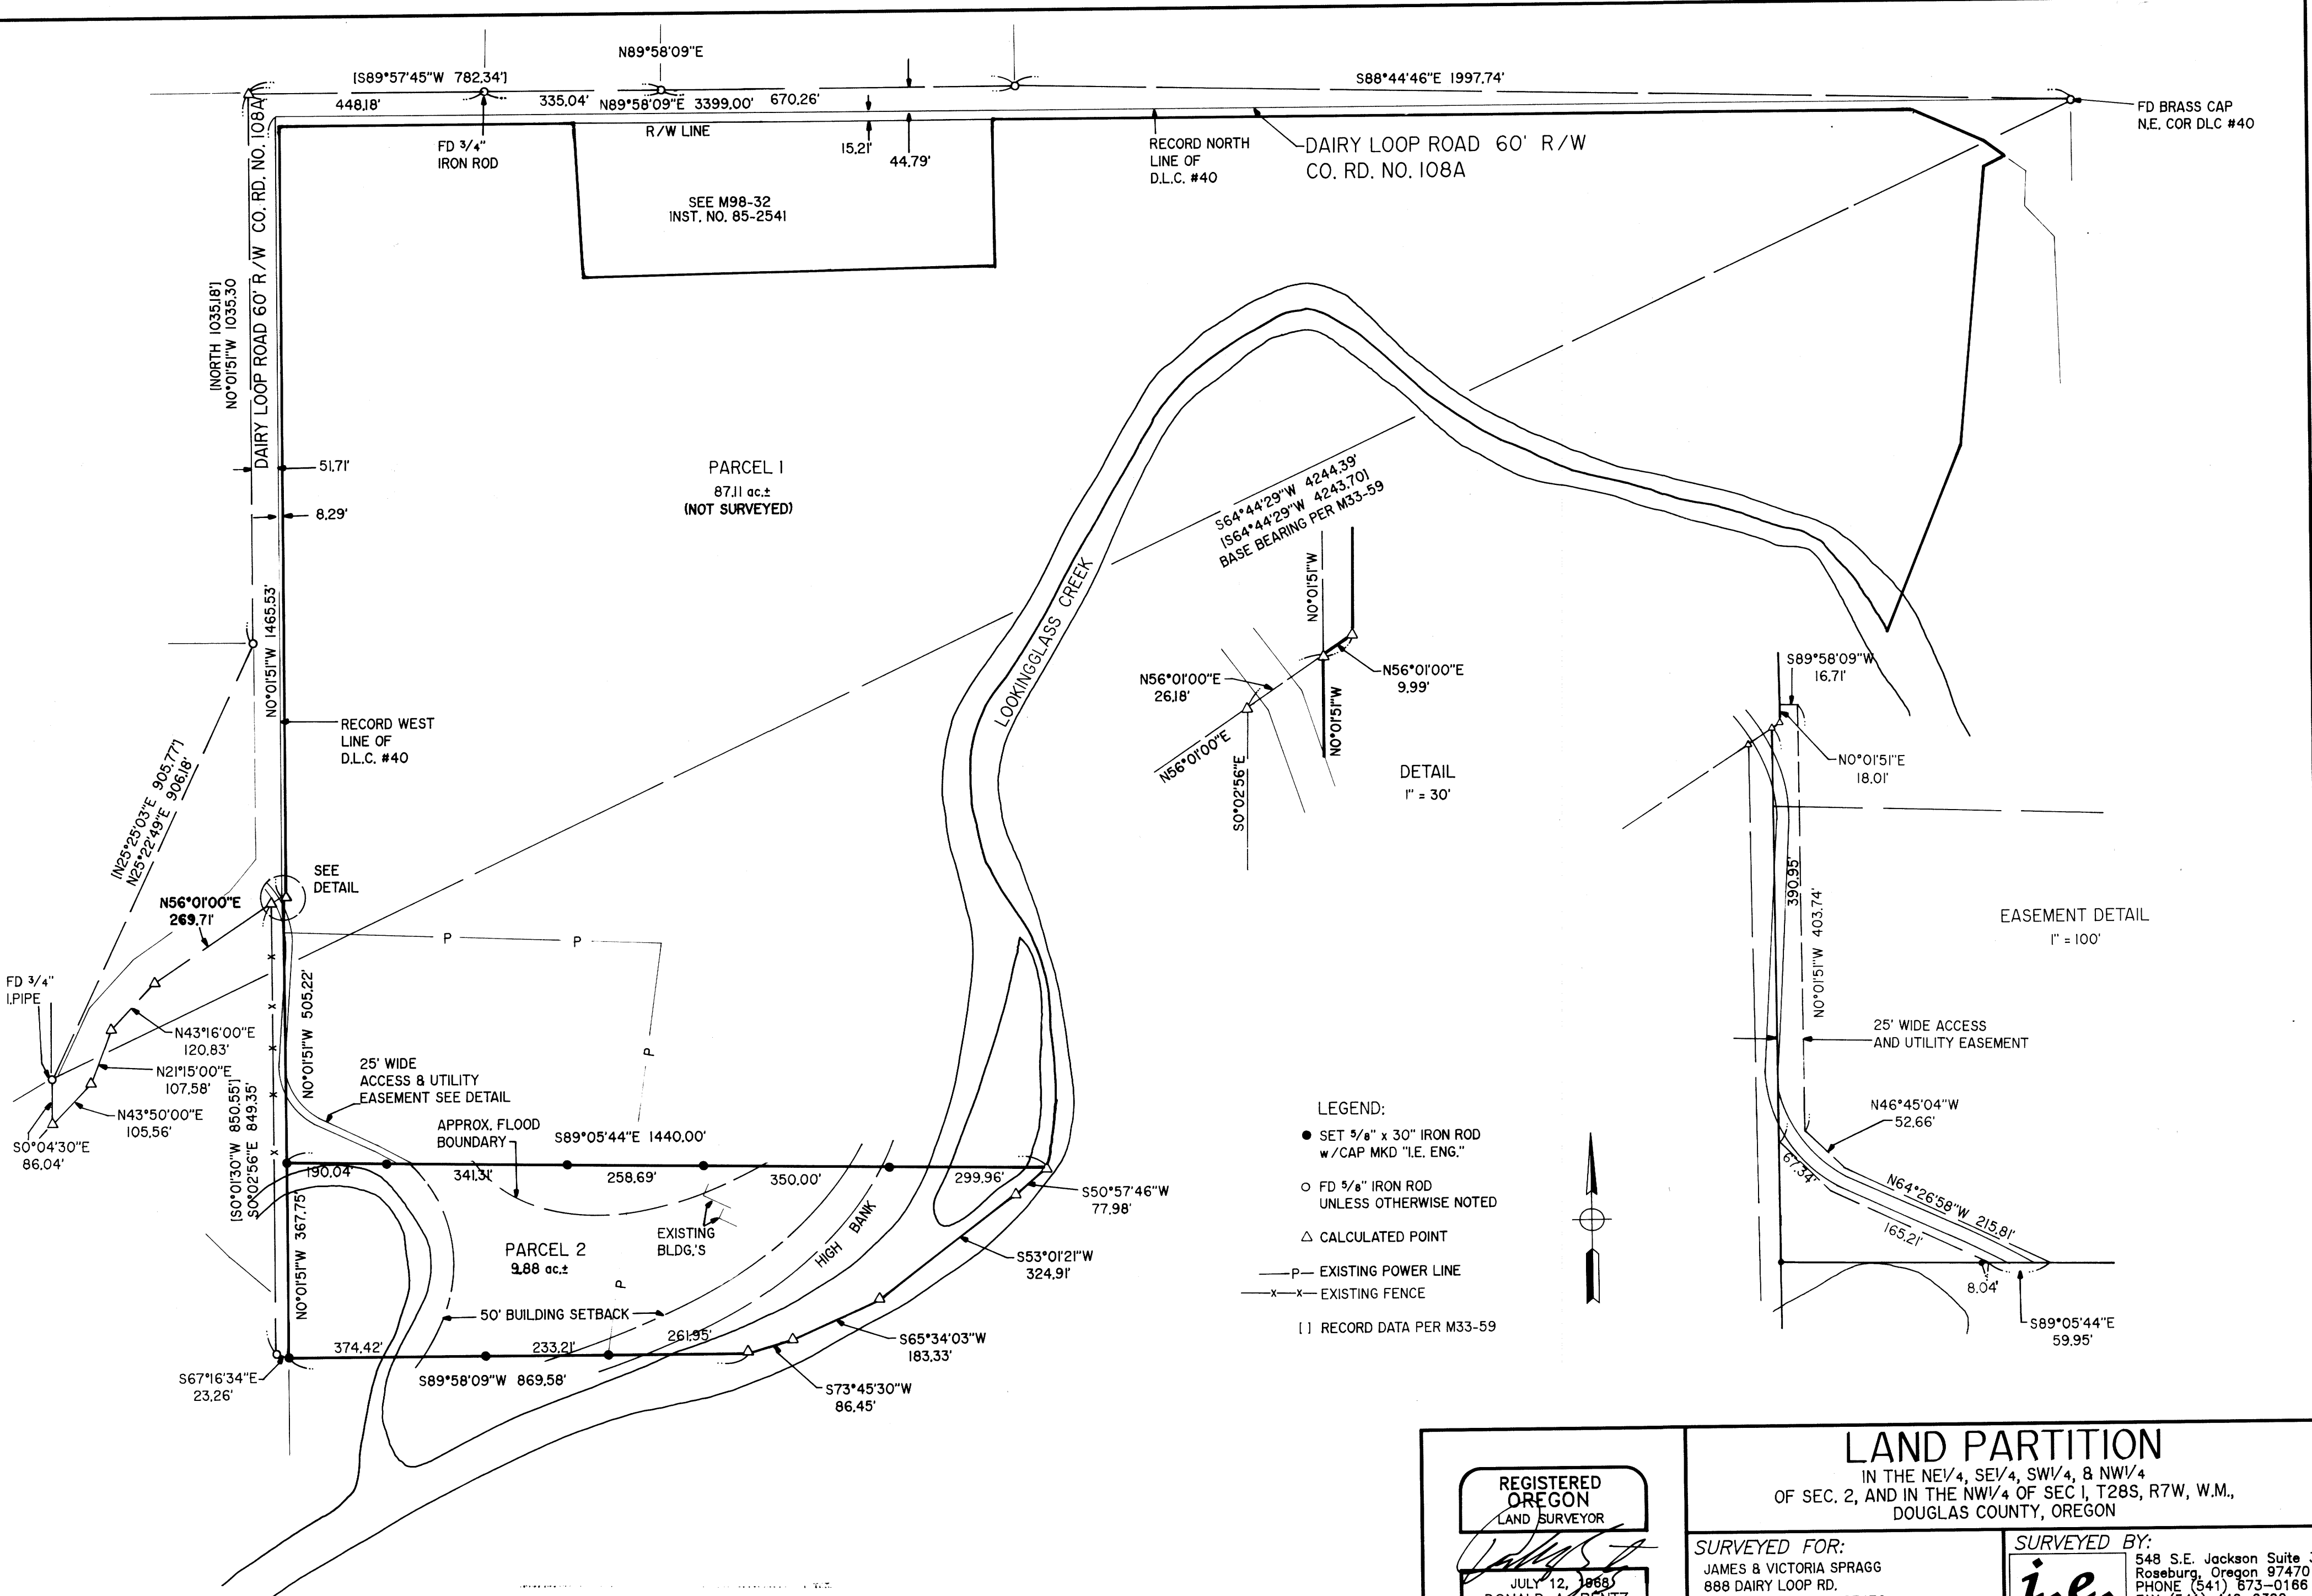 N89°58'09"E
[S89°57'45"W 782.34']
S88°44'46"E 1997.74'
448.18'
335.04'
N89°58'09"E 3399.00'
670.26'
R/W LINE
FD 3/4"
IRON ROD
15.21'
44.79'
FD BRASS CAP
N.E. COR DLC #40
RECORD NORTH
LINE OF
D.L.C. #40
DAIRY LOOP ROAD 60' R/W
CO. RD. NO. 108A
SEE M98-32
INST. NO. 85-2541
DAIRY LOOP ROAD 60' R/W CO. RD. NO. 108A
[NORTH 1035.18']
N0°01'51"W 1035.30
51.71'
8.29'
PARCEL 1
87.11 ac.±
(NOT SURVEYED)
N0°01'51"W 1465.53'
RECORD WEST
LINE OF
D.L.C. #40
S64°44'29"W 4244.39'
[S64°44'29"W 4243.70]
BASE BEARING PER M33-59
LOOKINGGLASS CREEK
N0°01'51"W
N56°01'00"E
26.18'
N56°01'00"E
9.99'
N56°01'00"E
N0°01'51"W
S0°02'56"E
DETAIL
1" = 30'
S89°58'09"W
16.71'
N0°01'51"E
18.01'
390.95'
N0°01'51"W 403.74'
EASEMENT DETAIL
1" = 100'
25' WIDE ACCESS
AND UTILITY EASEMENT
N46°45'04"W
52.66'
67.34'
N64°26'58"W 215.81'
165.21'
8.04'
S89°05'44"E
59.95'
[N25°25'03"E 905.77']
N25°22'49"E 906.18'
SEE
DETAIL
N56°01'00"E
269.71'
P
P
P
P
FD 3/4"
I.PIPE
N43°16'00"E
120.83'
N21°15'00"E
107.58'
N43°50'00"E
105.56'
S0°04'30"E
86.04'
N0°01'51"W 505.22'
[S0°01'30"W 850.55']
S0°02'56"E 849.35'
x
x
x
x
x
25' WIDE
ACCESS & UTILITY
EASEMENT SEE DETAIL
APPROX. FLOOD
BOUNDARY
S89°05'44"E 1440.00'
190.04'
341.31'
258.69'
350.00'
299.96'
S50°57'46"W
77.98'
N0°01'51"W 367.75'
EXISTING
BLDG.'S
HIGH BANK
PARCEL 2
9.88 ac.±
S53°01'21"W
324.91'
50' BUILDING SETBACK
374.42'
233.21'
261.95'
S65°34'03"W
183.33'
S67°16'34"E
23.26'
S89°58'09"W 869.58'
S73°45'30"W
86.45'
LEGEND:
SET 5/8" x 30" IRON ROD
w/CAP MKD "I.E. ENG."
FD 5/8" IRON ROD
UNLESS OTHERWISE NOTED
CALCULATED POINT
P EXISTING POWER LINE
x x EXISTING FENCE
[ ] RECORD DATA PER M33-59
REGISTERED
OREGON
LAND SURVEYOR
JULY 12, 1968
LAND PARTITION
IN THE NE1/4, SE1/4, SW1/4, & NW1/4
OF SEC. 2, AND IN THE NW1/4 OF SEC 1, T28S, R7W, W.M.,
DOUGLAS COUNTY, OREGON
SURVEYED FOR:
JAMES & VICTORIA SPRAGG
888 DAIRY LOOP RD.
SURVEYED BY:
i.e.
548 S.E. Jackson Suite
Roseburg, Oregon 97470
PHONE (541) 673-0166